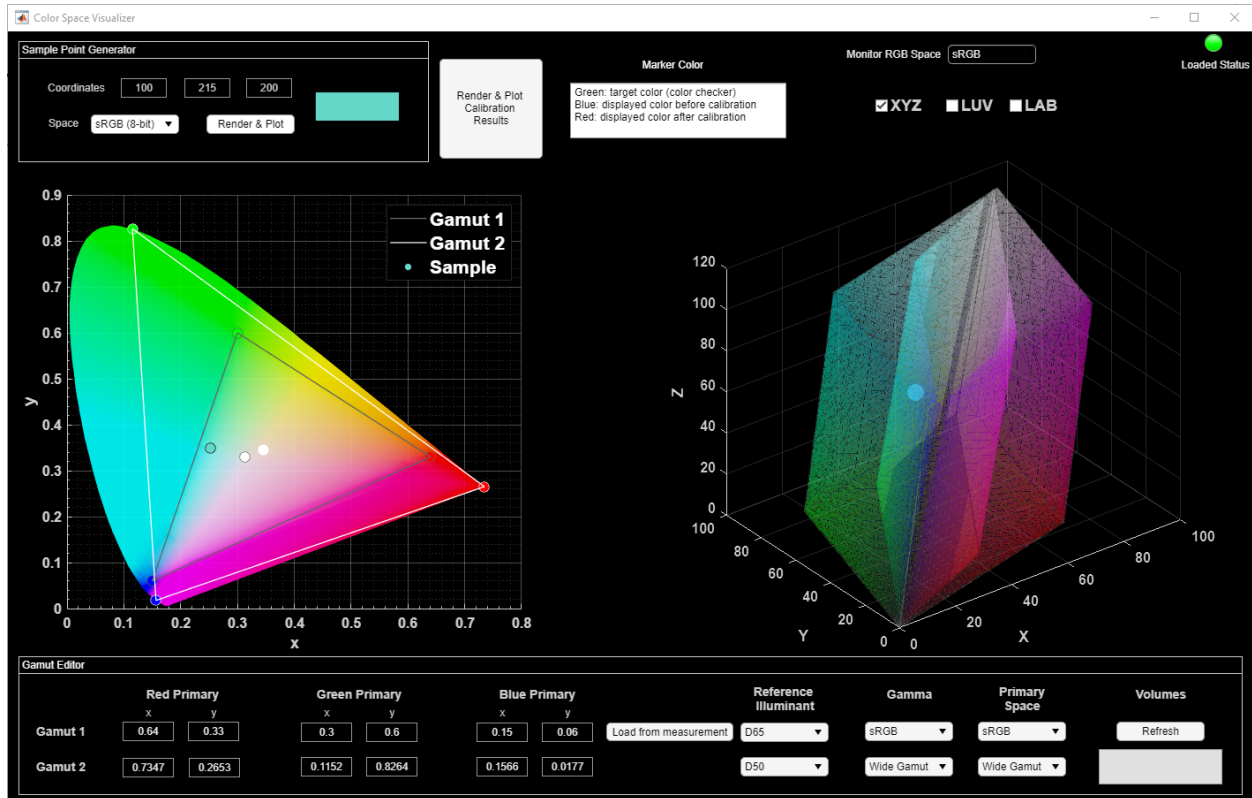 Color Space Visualizer
Sample Point Generator
Coordinates 100 215 200
Space sRGB (8-bit) Render & Plot
Render & Plot
Calibration
Results
Marker Color
Green: target color (color checker)
Blue: displayed color before calibration
Red: displayed color after calibration
Monitor RGB Space sRGB
Loaded Status
XYZ LUV LAB
0.9
0.8
0.7
0.6
0.5
0.4
0.3
0.2
0.1
0
y
0 0.1 0.2 0.3 0.4 0.5 0.6 0.7 0.8
x
Gamut 1
Gamut 2
Sample
120
100
80
60
40
20
0
Z
100
80
60
40
20
0
Y
0
20
40
60
80
100
X
Gamut Editor
Red Primary Green Primary Blue Primary Reference Illuminant Gamma Primary Space Volumes
x y x y x y
Gamut 1 0.64 0.33 0.3 0.6 0.15 0.06 Load from measurement D65 sRGB sRGB Refresh
Gamut 2 0.7347 0.2653 0.1152 0.8264 0.1566 0.0177 D50 Wide Gamut Wide Gamut